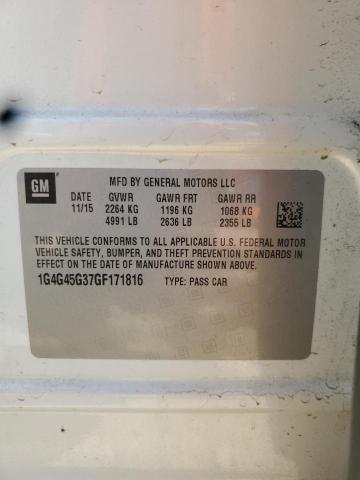 GM
MFD BY GENERAL MOTORS LLC
DATE GVWR GAWR FRT GAWR RR
11/15 2264 KG 1196 KG 1068 KG
4991 LB 2636 LB 2355 LB
THIS VEHICLE CONFORMS TO ALL APPLICABLE U.S. FEDERAL MOTOR
VEHICLE SAFETY, BUMPER, AND THEFT PREVENTION STANDARDS IN
EFFECT ON THE DATE OF MANUFACTURE SHOWN ABOVE.
1G4G45G37GF171816 TYPE: PASS CAR